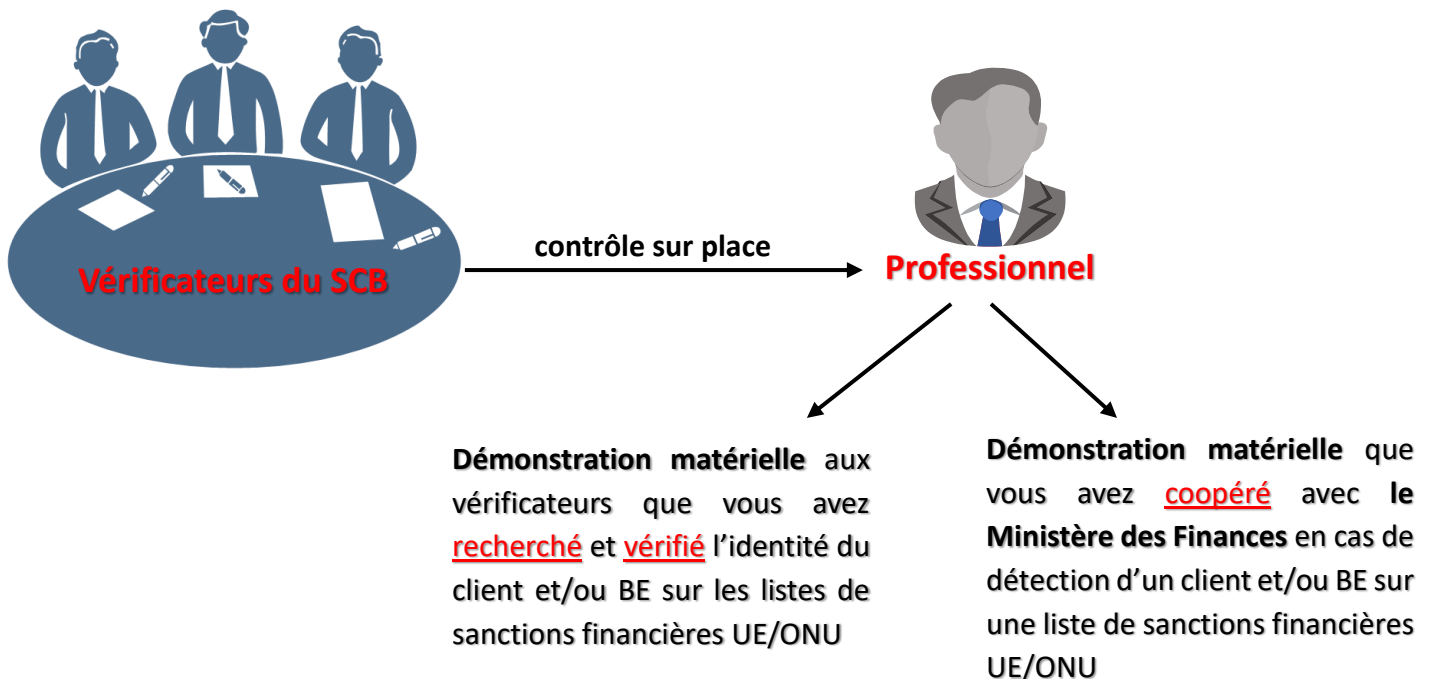 contrôle sur place
Vérificateurs du SCB
Professionnel
Démonstration matérielle aux
vérificateurs que vous avez
recherché et vérifié l’identité du
client et/ou BE sur les listes de
sanctions financières UE/ONU
Démonstration matérielle que
vous avez coopéré avec le
Ministère des Finances en cas de
détection d’un client et/ou BE sur
une liste de sanctions financières
UE/ONU